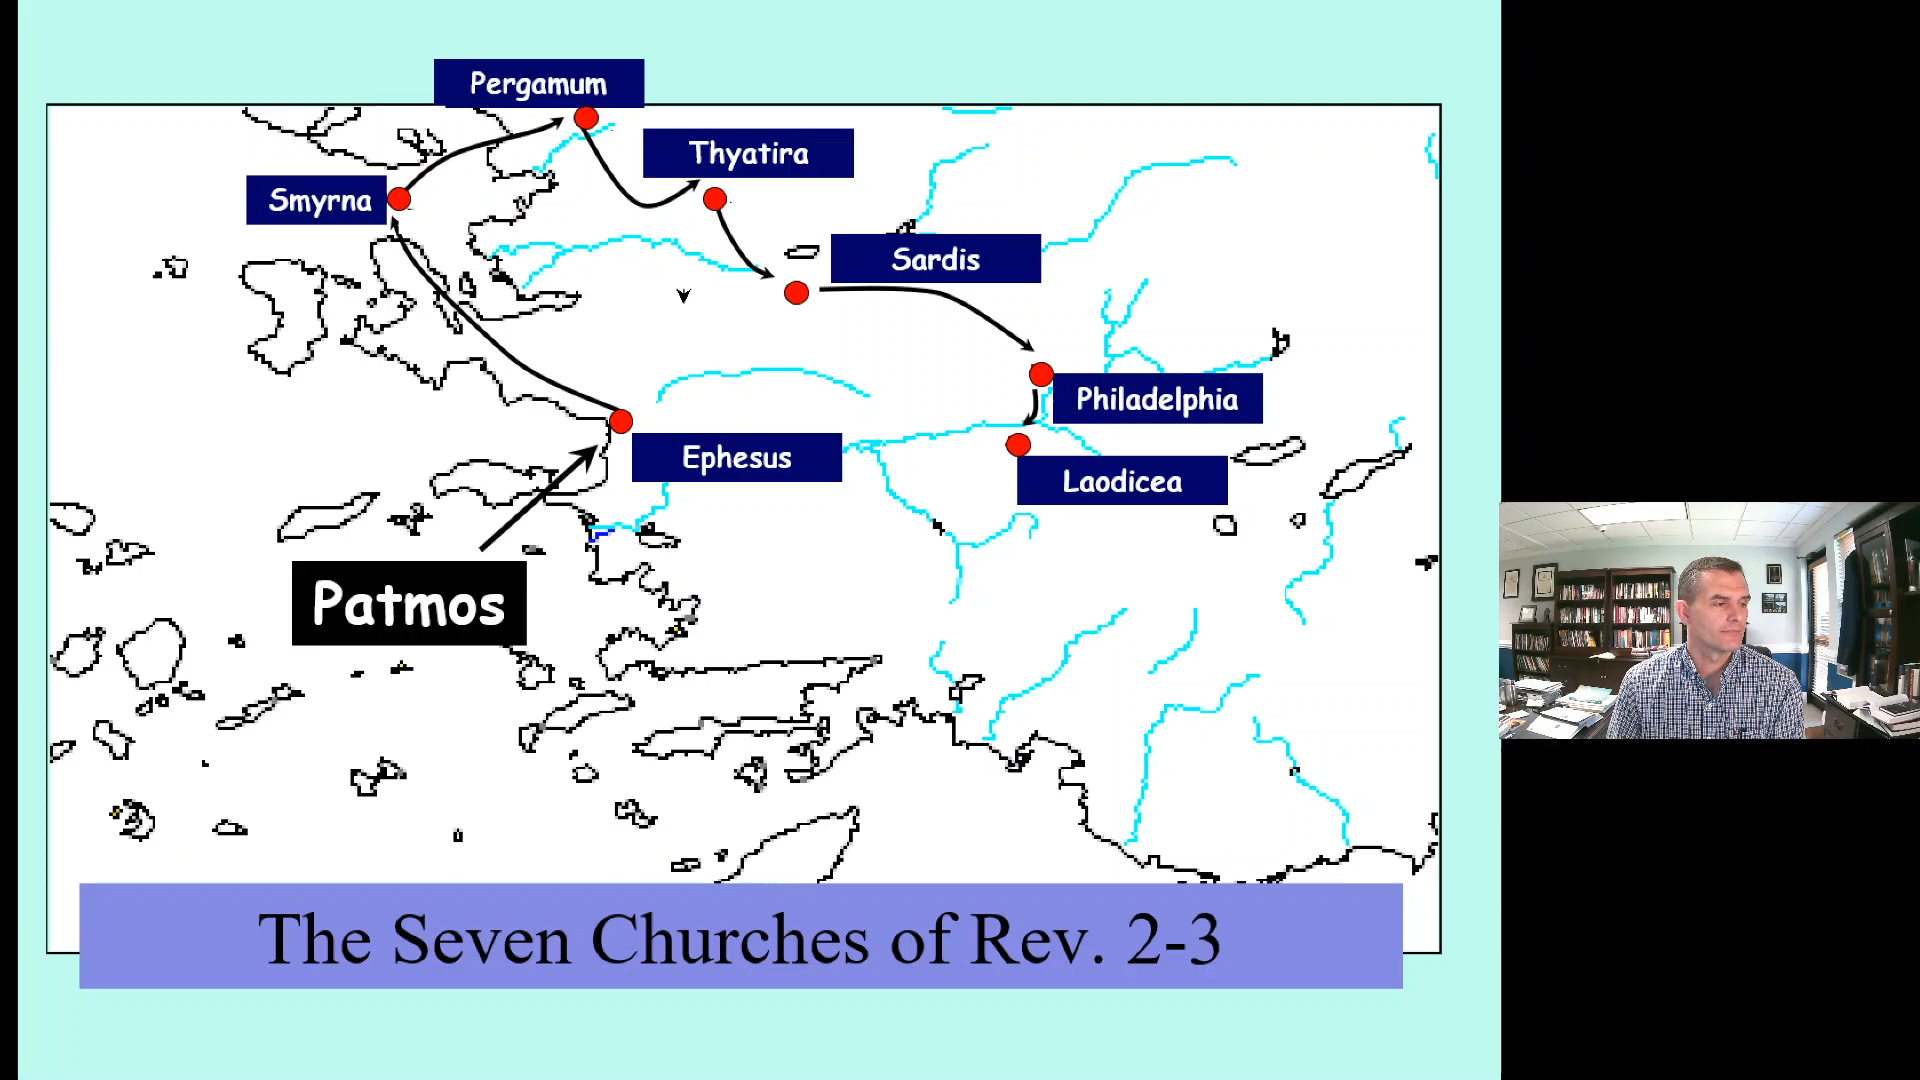 Pergamum
Thyatira
Smyrna
Sardis
Philadelphia
Ephesus
Laodicea
Patmos
The Seven Churches of Rev. 2-3